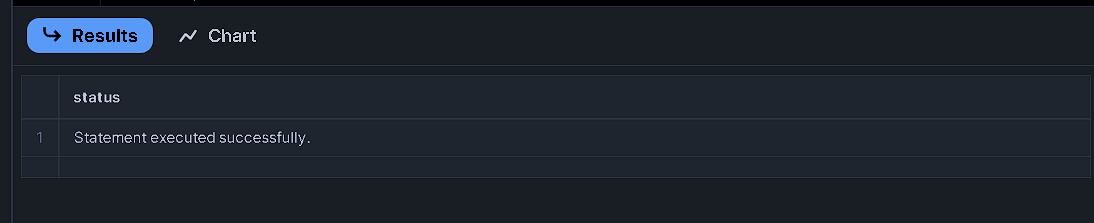 Results Chart
status
1 Statement executed successfully.